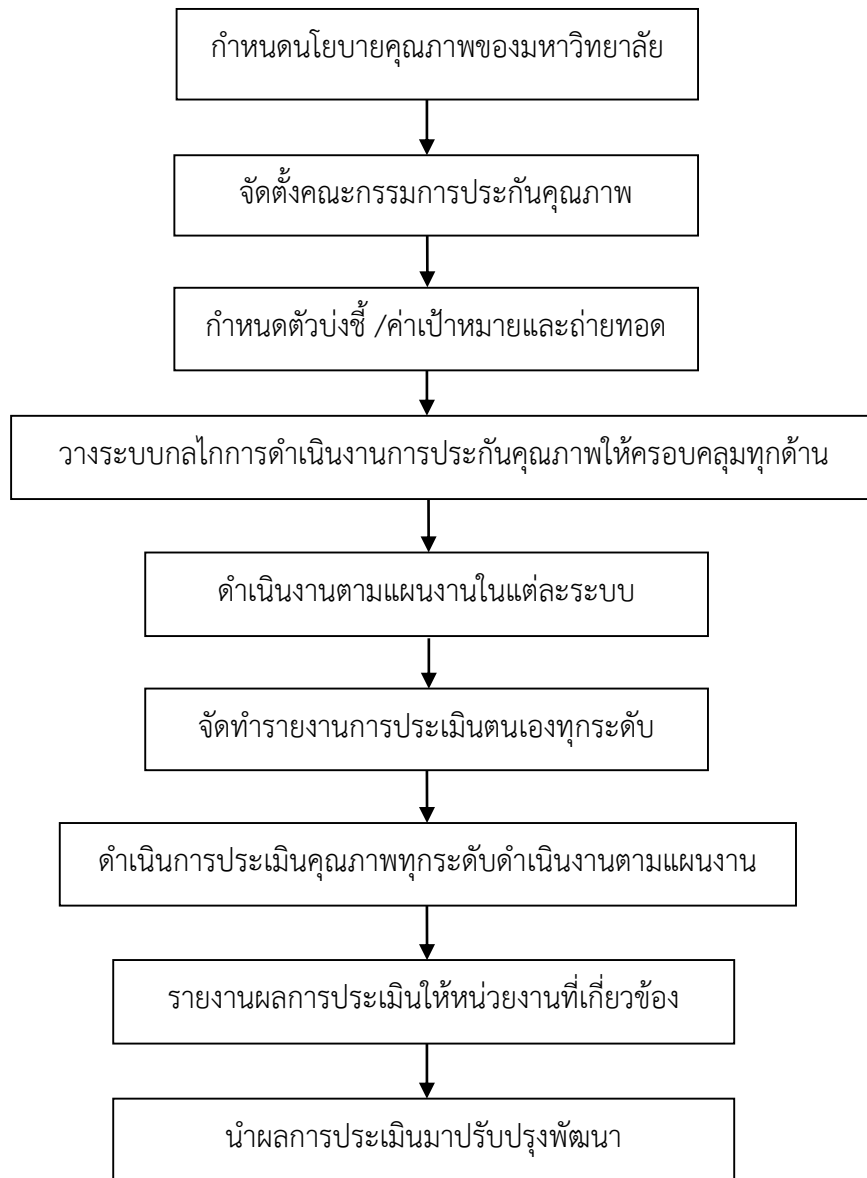 กำหนดนโยบายคุณภาพของมหาวิทยาลัย
จัดตั้งคณะกรรมการประกันคุณภาพ
กำหนดตัวบ่งชี้ /ค่าเป้าหมายและถ่ายทอด
วางระบบกลไกการดำเนินงานการประกันคุณภาพให้ครอบคลุมทุกด้าน
ดำเนินงานตามแผนงานในแต่ละระบบ
จัดทำรายงานการประเมินตนเองทุกระดับ
ดำเนินการประเมินคุณภาพทุกระดับดำเนินงานตามแผนงาน
รายงานผลการประเมินให้หน่วยงานที่เกี่ยวข้อง
นำผลการประเมินมาปรับปรุงพัฒนา